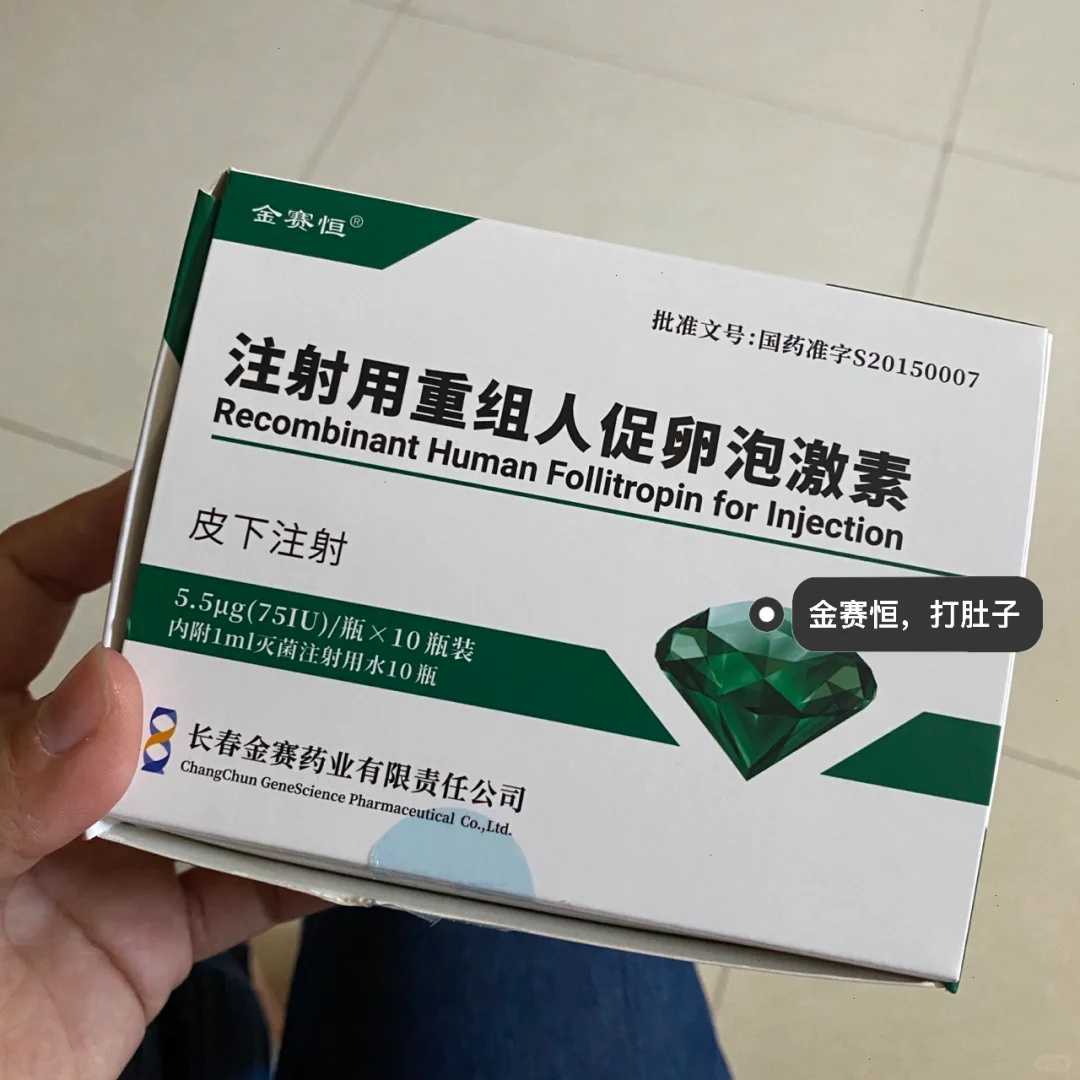 金赛恒®
批准文号:国药准字S20150007
注射用重组人促卵泡激素
Recombinant Human Follitropin for Injection
皮下注射
5.5μg(75IU)/瓶×10瓶装
内附1ml灭菌注射用水10瓶
金赛恒，打肚子
长春金赛药业有限责任公司
ChangChun GeneScience Pharmaceutical Co.,Ltd.